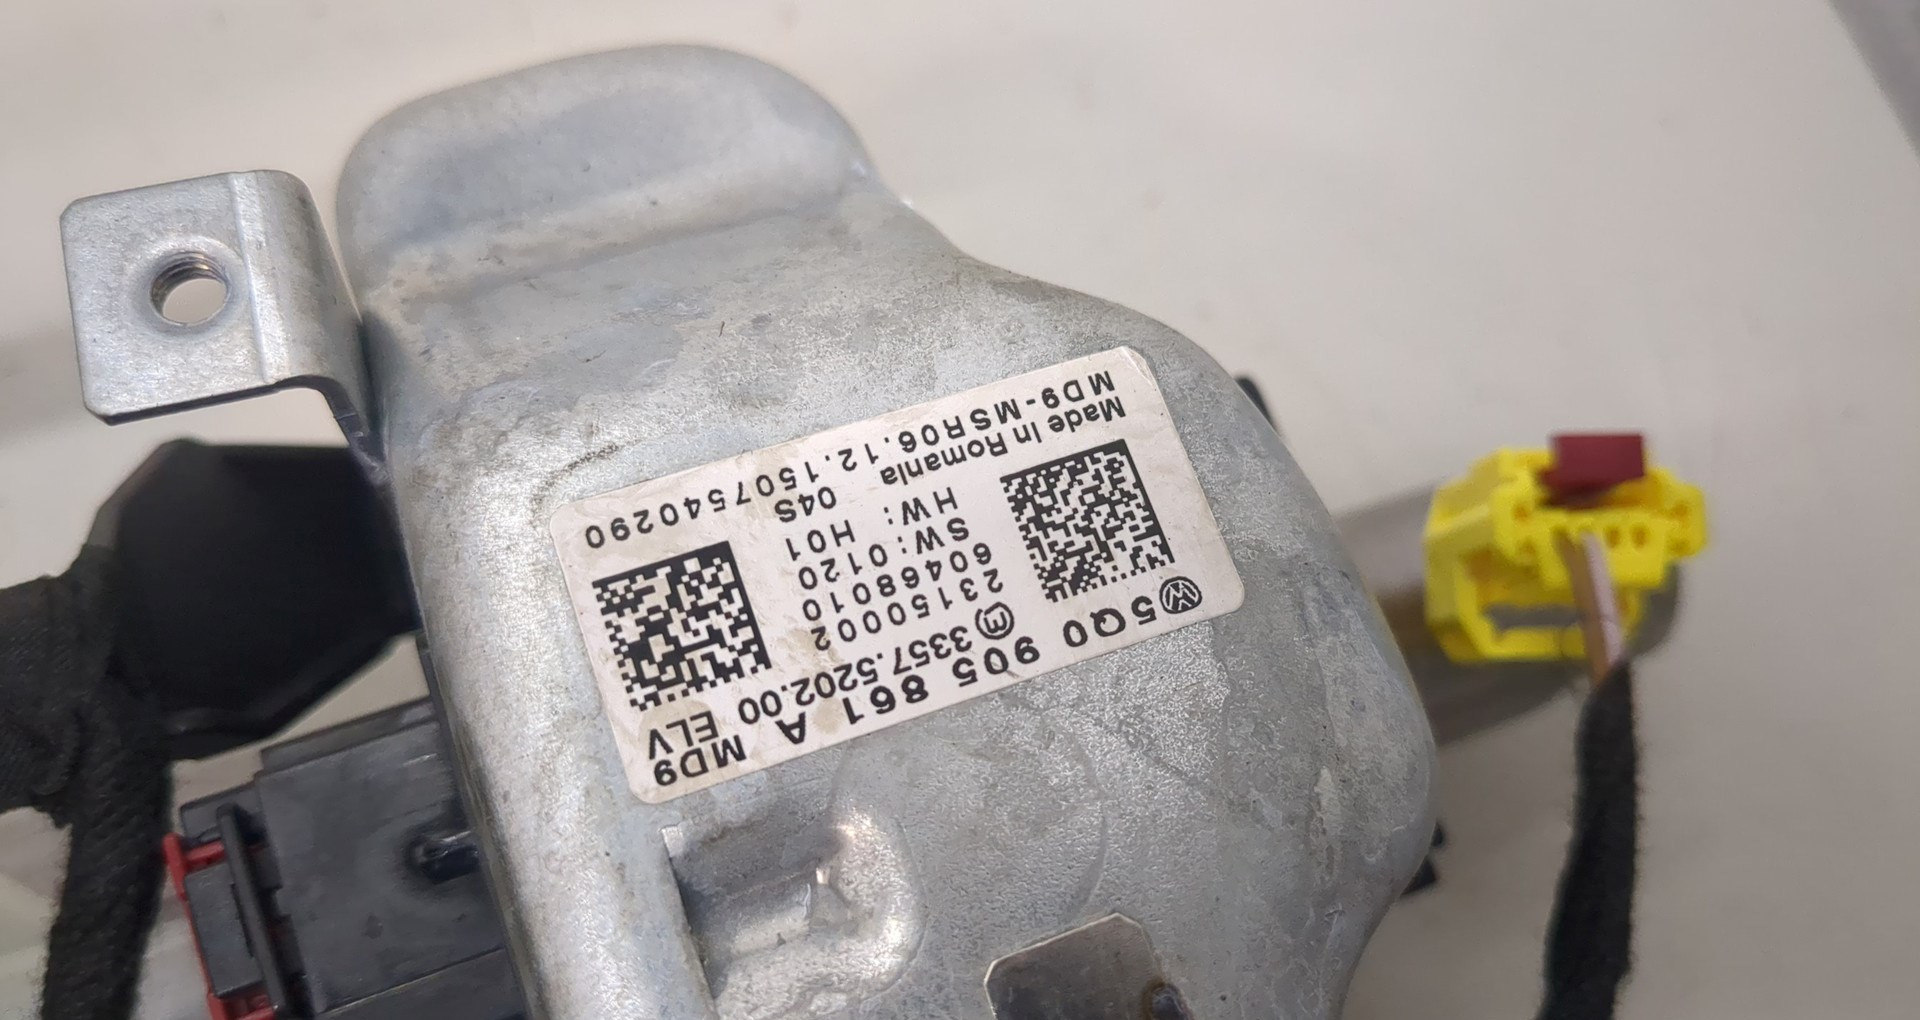 5Q0 905 861 A MD9
3357.5202.00 ELV
23150002
60468010
SW: 0120 H01
HW: 04S
Made In Romania
MD9-MSR06.12.1507540290